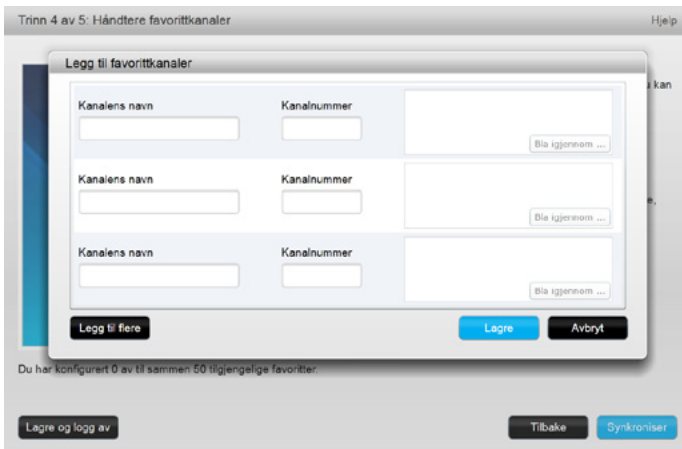 Trinn 4 av 5: Håndtere favorittkanaler
Hjelp
Legg til favorittkanaler
u kan
Kanalens navn
Kanalnummer
Bla igjennom ...
Kanalens navn
Kanalnummer
e,
Bla igjennom ...
Kanalens navn
Kanalnummer
Bla igjennom ...
Legg til flere
Lagre
Avbryt
Du har konfigurert 0 av til sammen 50 tilgjengelige favoritter.
Lagre og logg av
Tilbake
Synkroniser